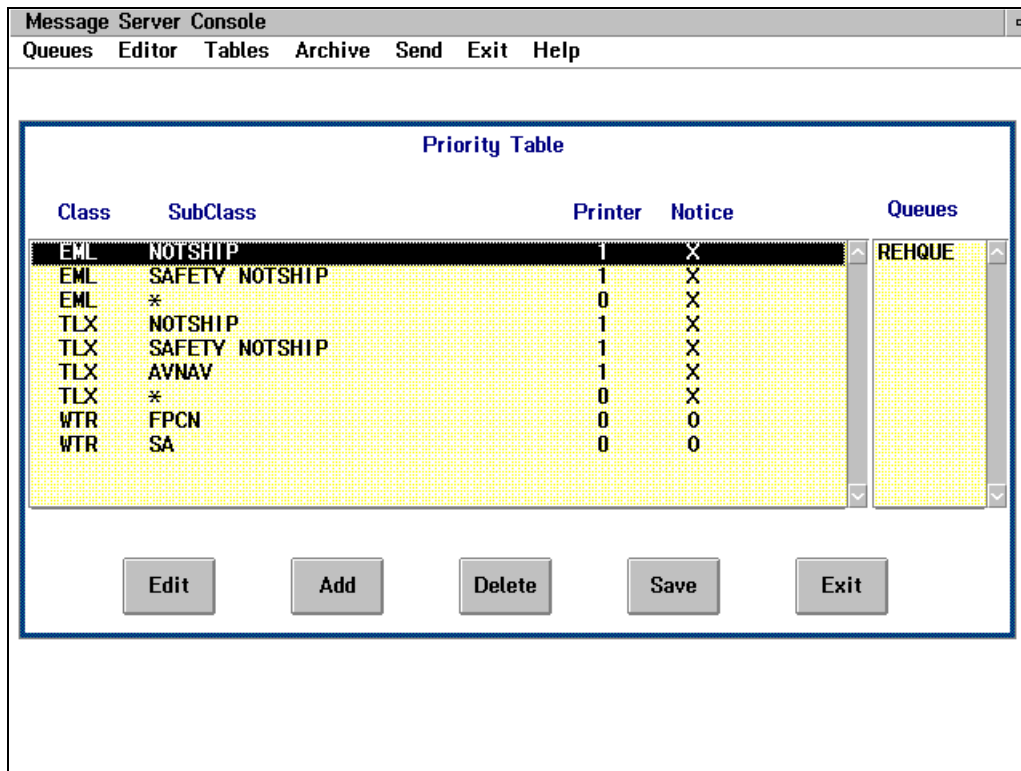 Message Server Console
Queues Editor Tables Archive Send Exit Help
Priority Table
Class SubClass Printer Notice Queues
EML NOTSHIP 1 X REHQUE
EML SAFETY NOTSHIP 1 X
EML * 0 X
TLX NOTSHIP 1 X
TLX SAFETY NOTSHIP 1 X
TLX AVNAV 1 X
TLX * 0 X
WTR FPCN 0 O
WTR SA 0 O
Edit Add Delete Save Exit